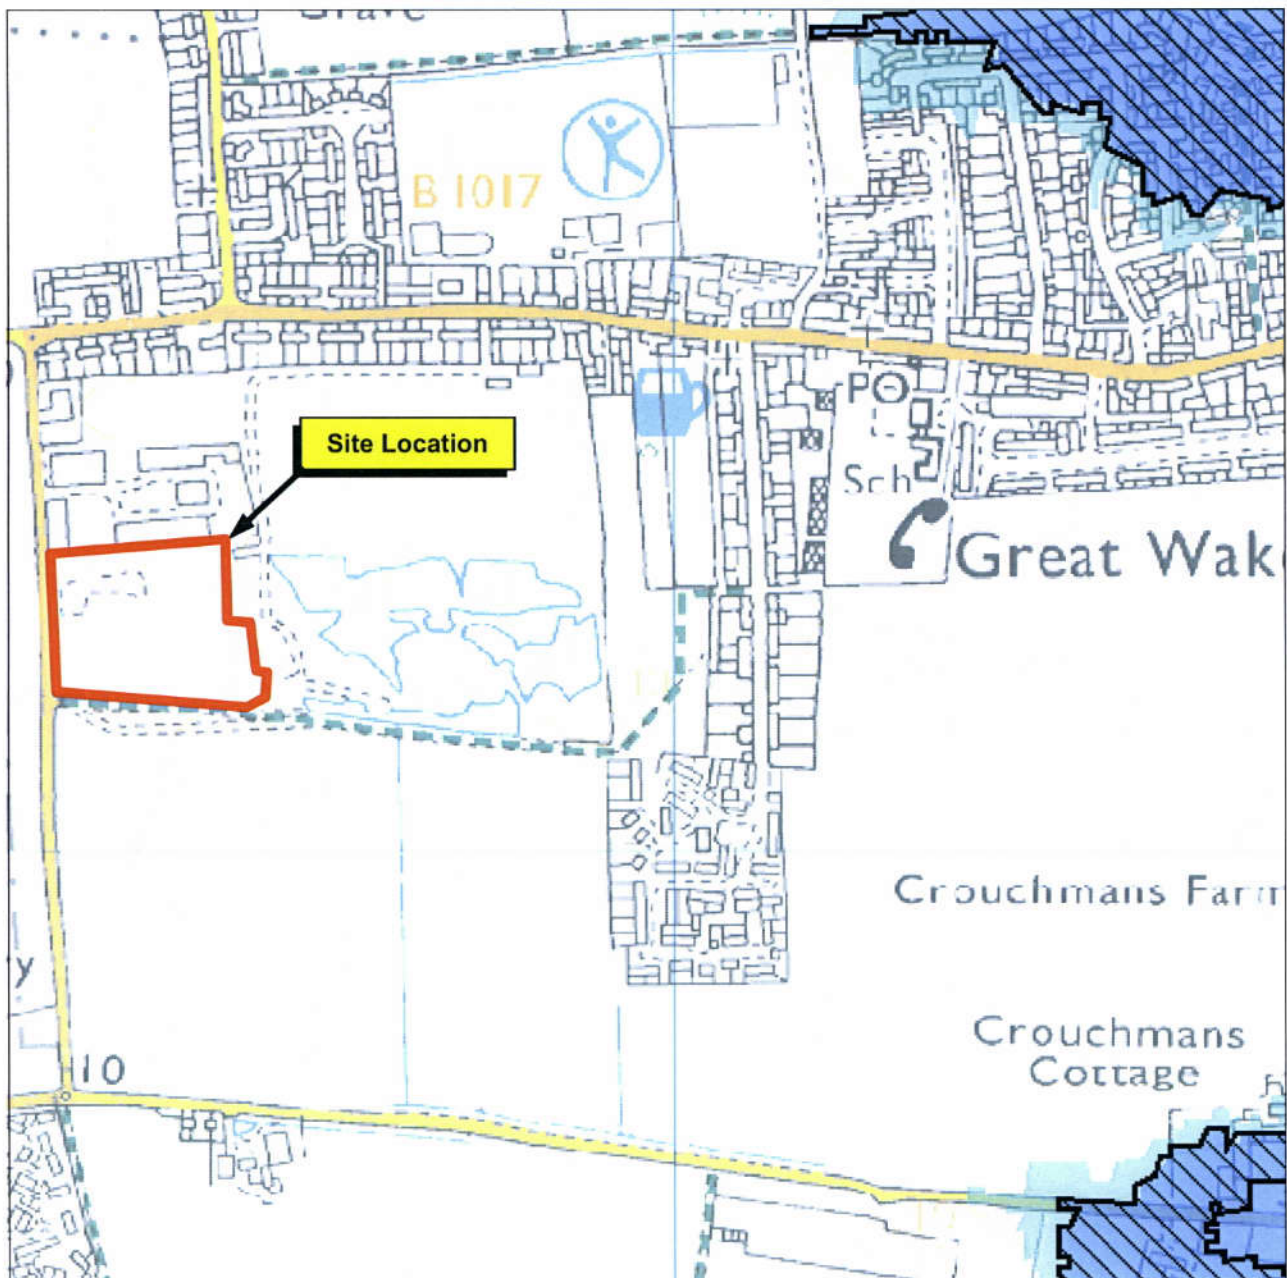 B 1017
Site Location
PO
Sch
Great Wak
Crouchmans Farm
Crouchmans
Cottage
y
10